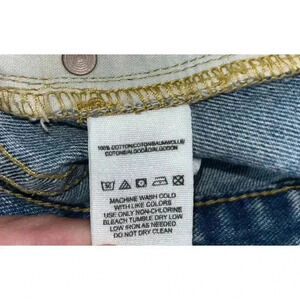 100% COTTON/COTON/BAUMWOLLE/
COTONE/ALGODÃO/ALGODON
MACHINE WASH COLD
WITH LIKE COLORS
USE ONLY NON-CHLORINE
BLEACH TUMBLE DRY LOW
LOW IRON AS NEEDED
DO NOT DRY CLEAN